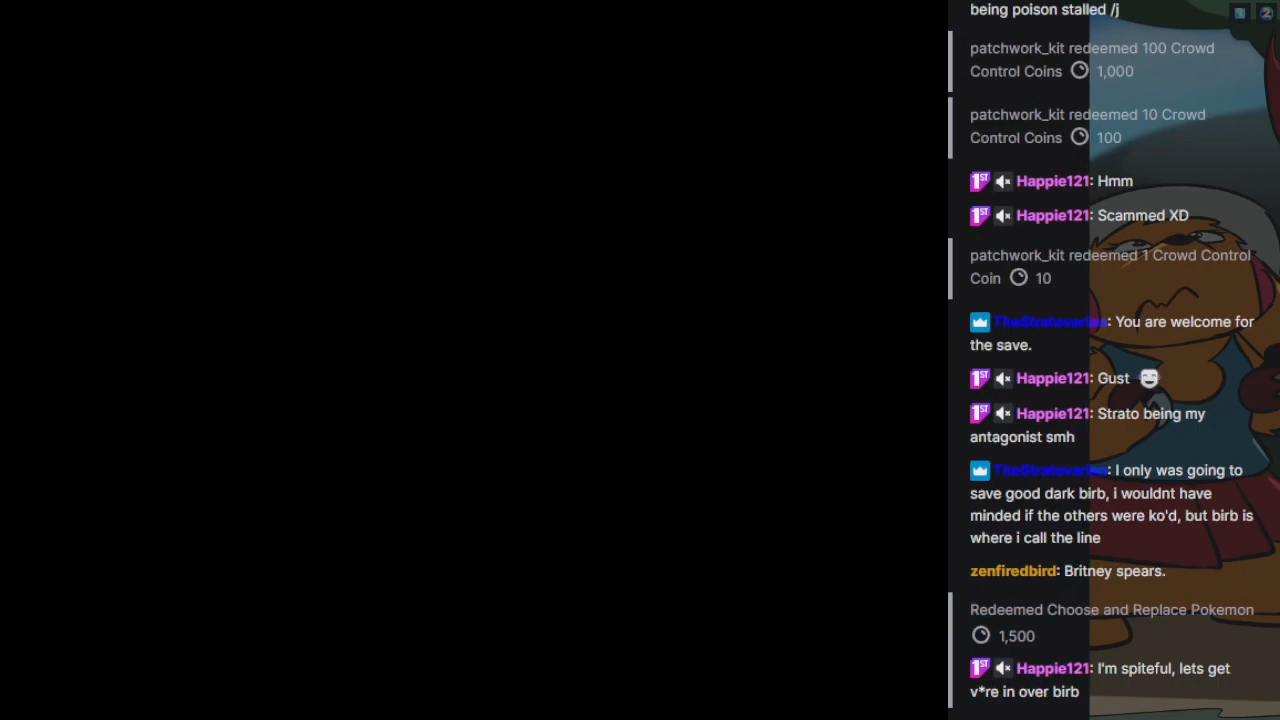 being poison stalled /j
patchwork_kit redeemed 100 Crowd
Control Coins 1,000
patchwork_kit redeemed 10 Crowd
Control Coins 100
Happie121: Hmm
Happie121: Scammed XD
patchwork_kit redeemed 1 Crowd Control
Coin 10
TheStratovarian: You are welcome for
the save.
Happie121: Gust
Happie121: Strato being my
antagonist smh
TheStratovarian: I only was going to
save good dark birb, i wouldnt have
minded if the others were ko'd, but birb is
where i call the line
zenfiredbird: Britney spears.
Redeemed Choose and Replace Pokemon
1,500
Happie121: I'm spiteful, lets get
v*re in over birb